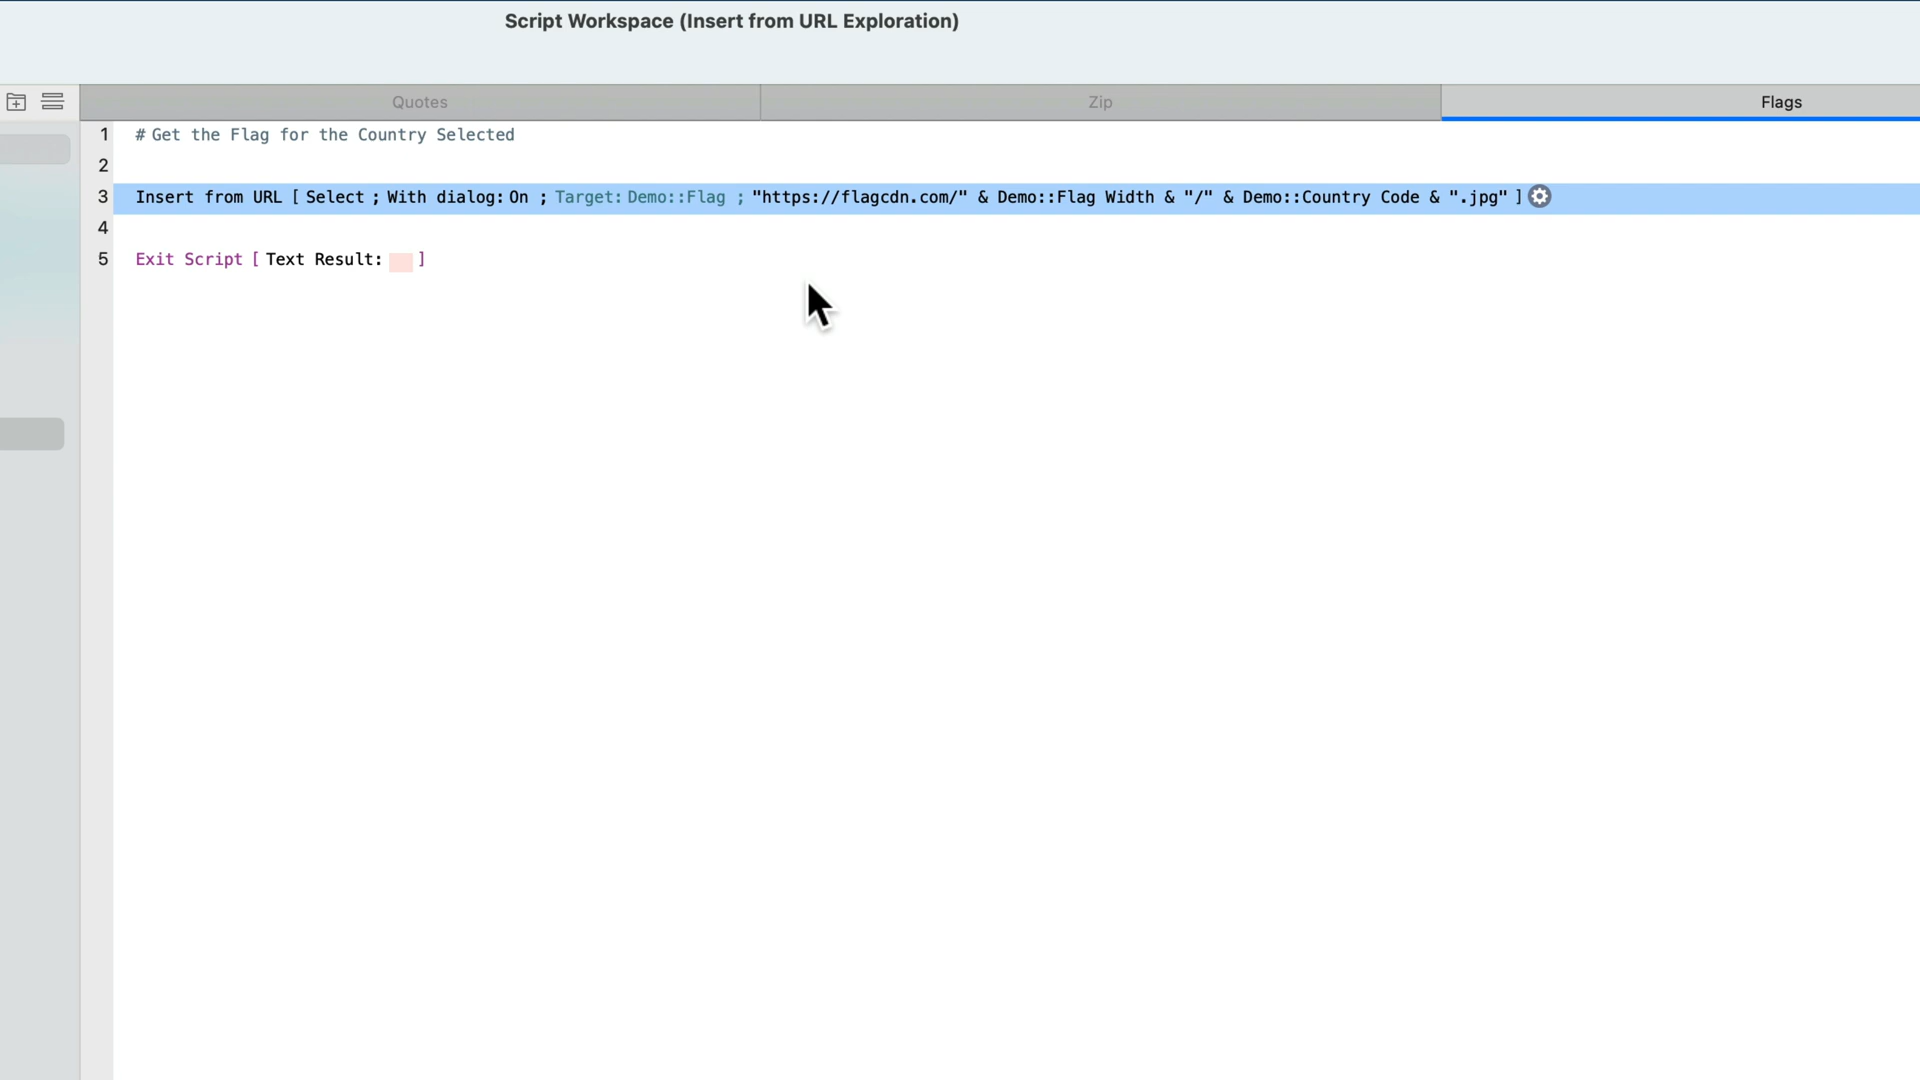 Script Workspace (Insert from URL Exploration)
Quotes
Zip
Flags
1 # Get the Flag for the Country Selected
2
3 Insert from URL [ Select ; With dialog: On ; Target: Demo::Flag ; "https://flagcdn.com/" & Demo::Flag Width & "/" & Demo::Country Code & ".jpg" ]
4
5 Exit Script [ Text Result: ]